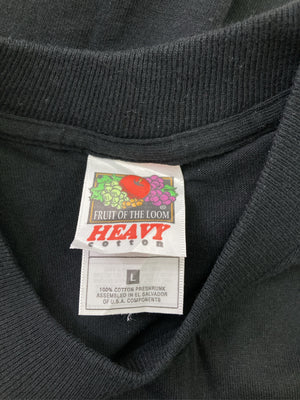 FRUIT OF THE LOOM
HEAVY
cotton
L
100% COTTON PRESHRUNK
ASSEMBLED IN EL SALVADOR
OF U.S.A. COMPONENTS